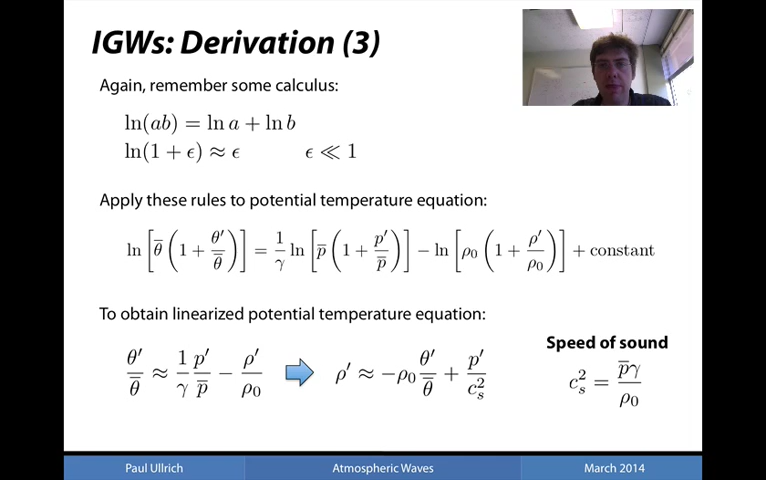 IGWs: Derivation (3)
Again, remember some calculus:
ln(ab) = ln a + ln b
ln(1 + ϵ) ≈ ϵ ϵ ≪ 1
Apply these rules to potential temperature equation:
ln[θ̅(1 + θ′/θ̅)] = 1/γ ln[p̅(1 + p′/p̅)] − ln[ρ₀(1 + ρ′/ρ₀)] + constant
To obtain linearized potential temperature equation:
θ′/θ̅ ≈ 1/γ p′/p̅ − ρ′/ρ₀ ρ′ ≈ −ρ₀ θ′/θ̅ + p′/cₛ²
Speed of sound
cₛ² = p̅γ/ρ₀
Paul Ullrich Atmospheric Waves March 2014